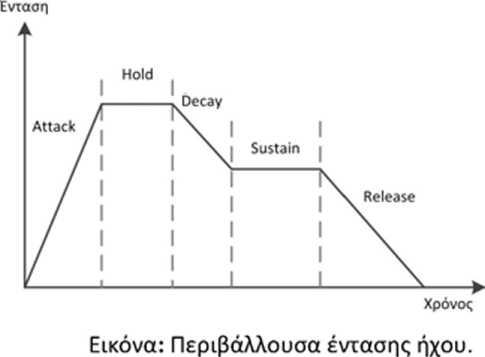 Ένταση
Hold
Decay
Attack
Sustain
Release
Χρόνος
Εικόνα: Περιβάλλουσα έντασης ήχου.